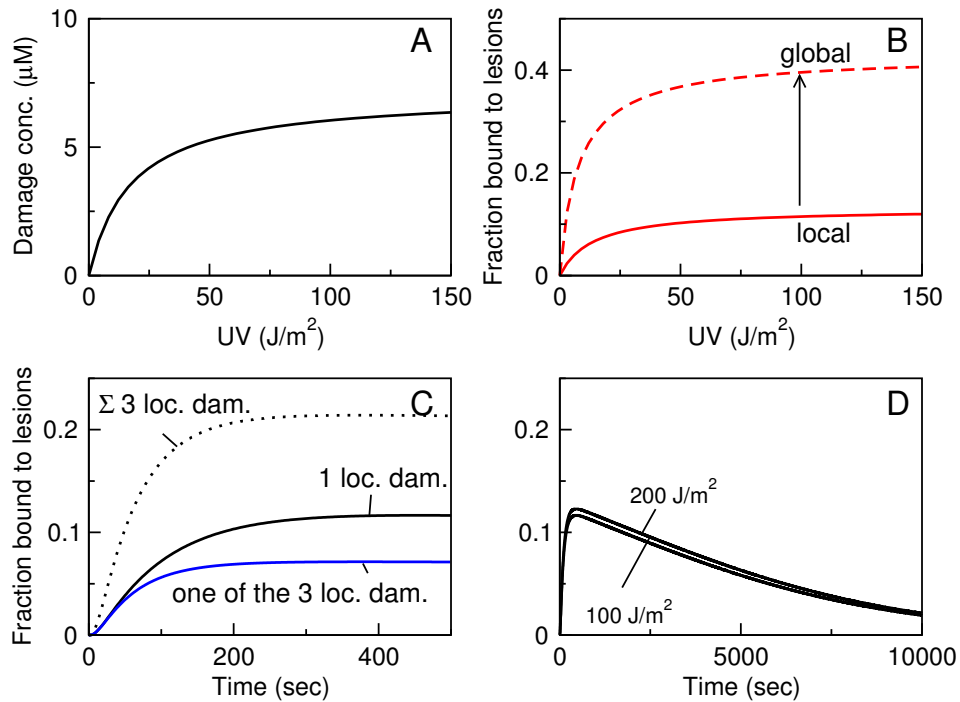 A
Damage conc. (μM)
10
5
0
0 50 100 150
UV (J/m²)
B
Fraction bound to lesions
0.4
0.2
0
global
local
0 50 100 150
UV (J/m²)
C
Fraction bound to lesions
0.2
0.1
0
Σ 3 loc. dam.
1 loc. dam.
one of the 3 loc. dam.
0 200 400
Time (sec)
D
0.2
0.1
0
200 J/m²
100 J/m²
0 5000 10000
Time (sec)